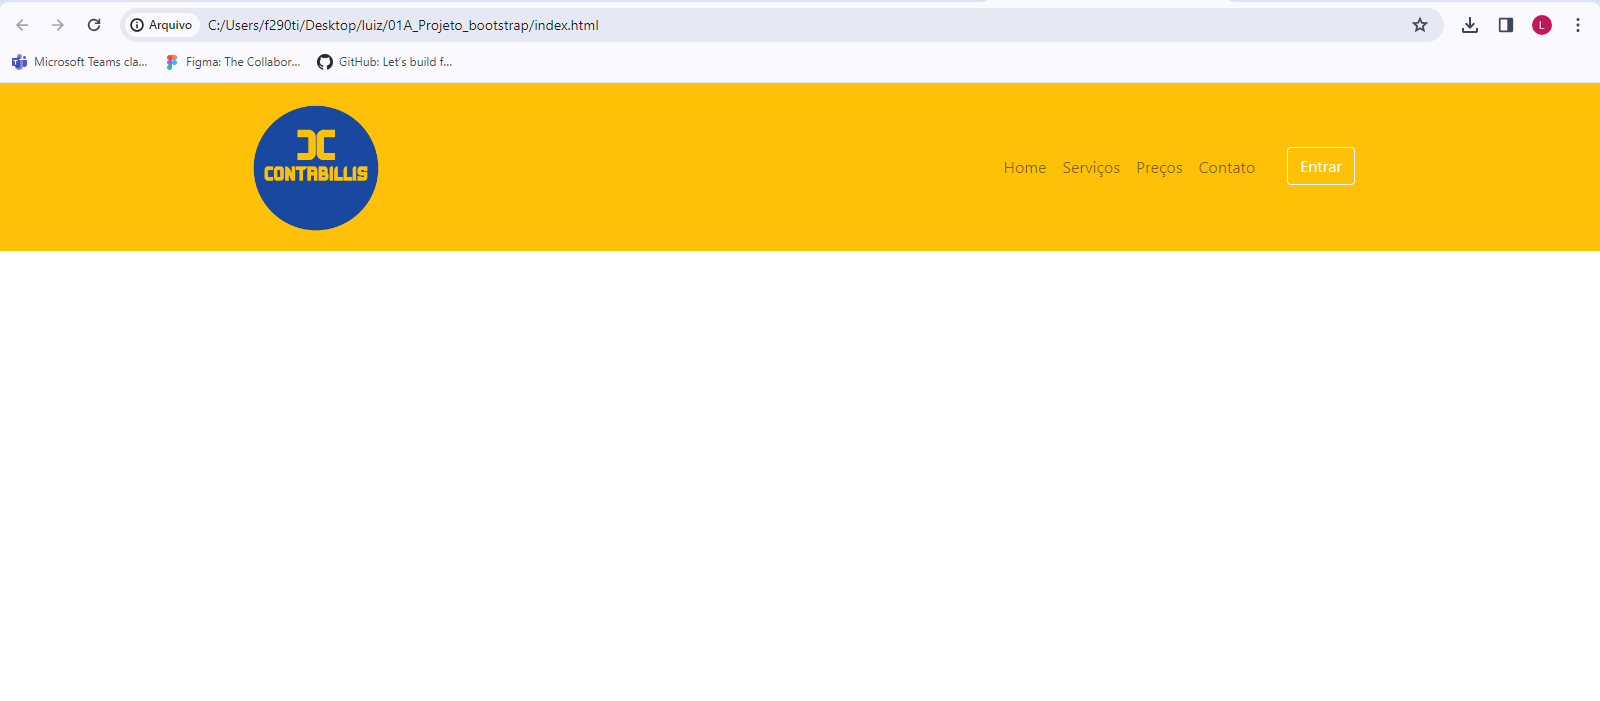 Arquivo C:/Users/f290ti/Desktop/luiz/01A_Projeto_bootstrap/index.html L
Microsoft Teams cla... Figma: The Collabor... GitHub: Let's build f...
CONTABILLIS
Home Serviços Preços Contato Entrar